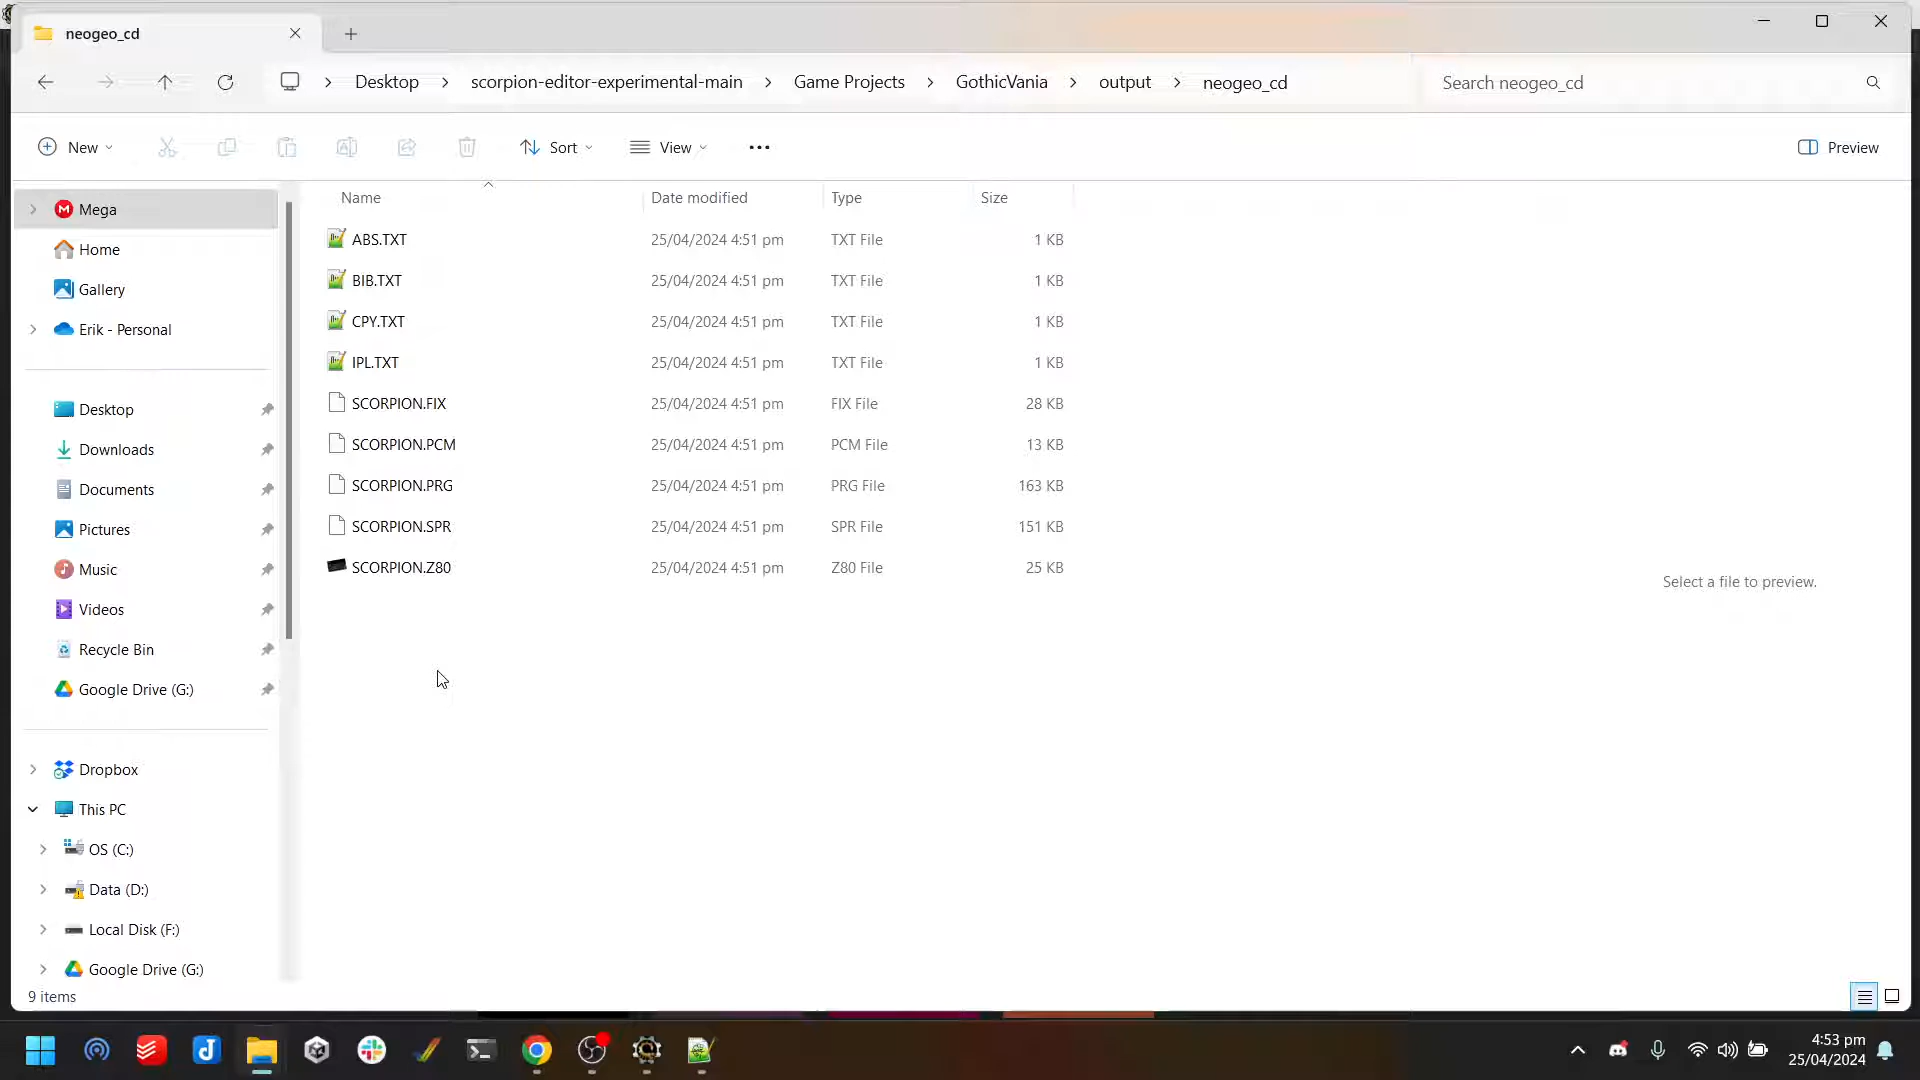 neogeo_cd
Desktop
scorpion-editor-experimental-main
Game Projects
GothicVania
output
neogeo_cd
Search neogeo_cd
New
Sort
View
Preview
Mega
Home
Gallery
Erik - Personal
Desktop
Downloads
Documents
Pictures
Music
Videos
Recycle Bin
Google Drive (G:)
Dropbox
This PC
OS (C:)
Data (D:)
Local Disk (F:)
Google Drive (G:)
Name Date modified Type Size
ABS.TXT 25/04/2024 4:51 pm TXT File 1 KB
BIB.TXT 25/04/2024 4:51 pm TXT File 1 KB
CPY.TXT 25/04/2024 4:51 pm TXT File 1 KB
IPL.TXT 25/04/2024 4:51 pm TXT File 1 KB
SCORPION.FIX 25/04/2024 4:51 pm FIX File 28 KB
SCORPION.PCM 25/04/2024 4:51 pm PCM File 13 KB
SCORPION.PRG 25/04/2024 4:51 pm PRG File 163 KB
SCORPION.SPR 25/04/2024 4:51 pm SPR File 151 KB
SCORPION.Z80 25/04/2024 4:51 pm Z80 File 25 KB
Select a file to preview.
9 items
4:53 pm
25/04/2024